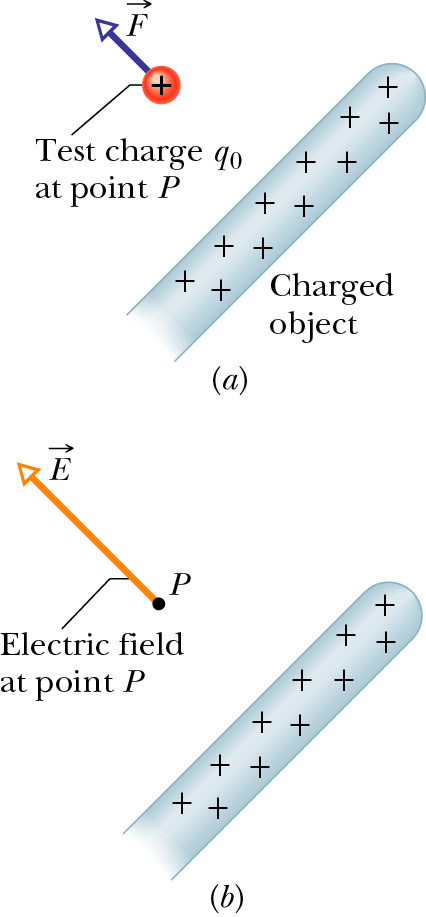 F
+
Test charge q0
at point P
+ + + + + + + + + + + +
Charged
object
(a)
E
P
Electric field
at point P
+ + + + + + + + + + + +
(b)